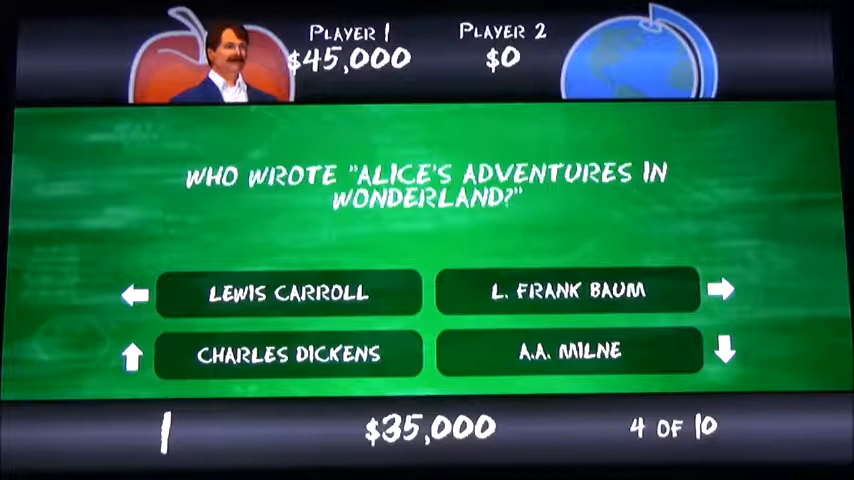 PLAYER 1
$45,000
PLAYER 2
$0
WHO WROTE "ALICE'S ADVENTURES IN
WONDERLAND?"
LEWIS CARROLL
L. FRANK BAUM
CHARLES DICKENS
A.A. MILNE
1
$35,000
4 OF 10